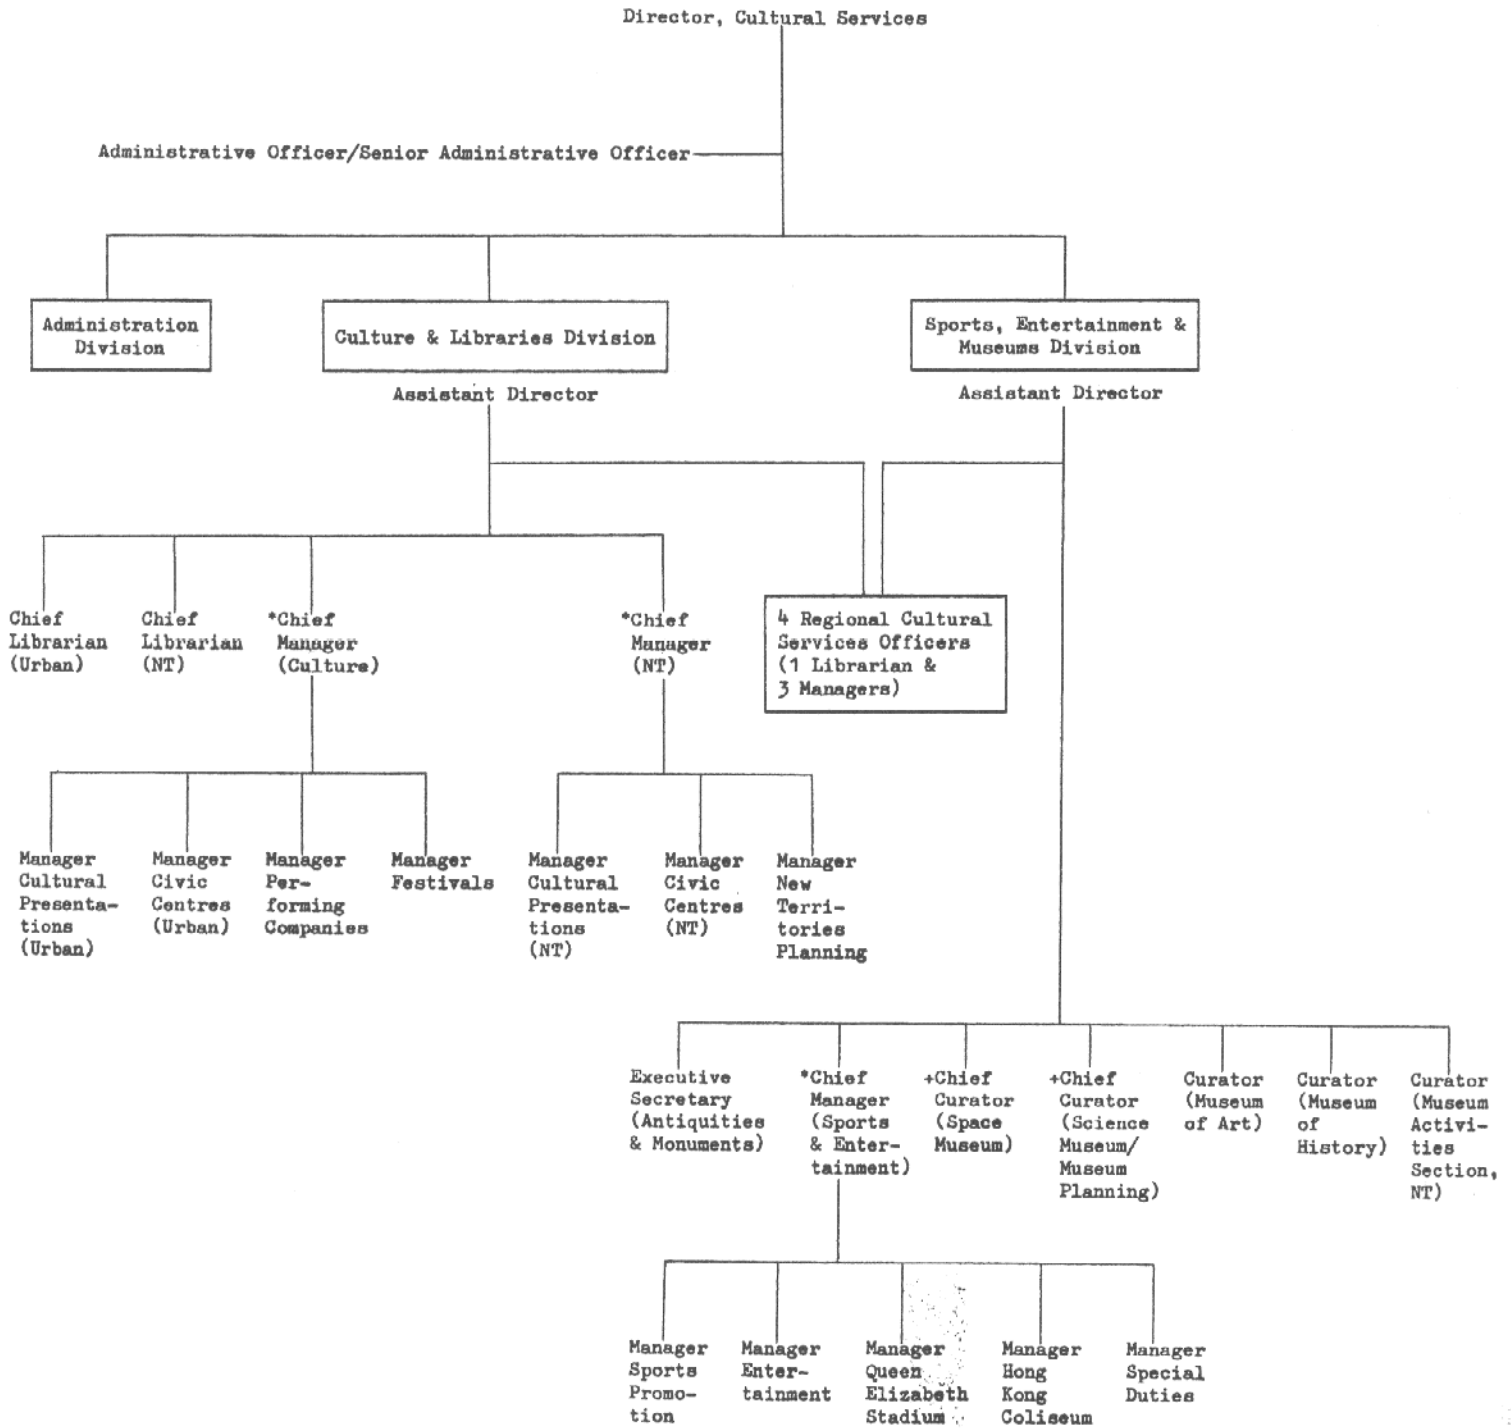 Director, Cultural Services
Administrative Officer/Senior Administrative Officer
Administration
Division
Culture & Libraries Division
Sports, Entertainment &
Museums Division
Assistant Director
Assistant Director
Chief
Librarian
(Urban)
Chief
Librarian
(NT)
*Chief
Manager
(Culture)
*Chief
Manager
(NT)
4 Regional Cultural
Services Officers
(1 Librarian &
3 Managers)
Manager
Cultural
Presenta-
tions
(Urban)
Manager
Civic
Centres
(Urban)
Manager
Per-
forming
Companies
Manager
Festivals
Manager
Cultural
Presenta-
tions
(NT)
Manager
Civic
Centres
(NT)
Manager
New
Terri-
tories
Planning
Executive
Secretary
(Antiquities
& Monuments)
*Chief
Manager
(Sports
& Enter-
tainment)
+Chief
Curator
(Space
Museum)
+Chief
Curator
(Science
Museum/
Museum
Planning)
Curator
(Museum
of Art)
Curator
(Museum
of
History)
Curator
(Museum
Activi-
ties
Section,
NT)
Manager
Sports
Promo-
tion
Manager
Enter-
tainment
Manager
Queen
Elizabeth
Stadium
Manager
Hong
Kong
Coliseum
Manager
Special
Duties